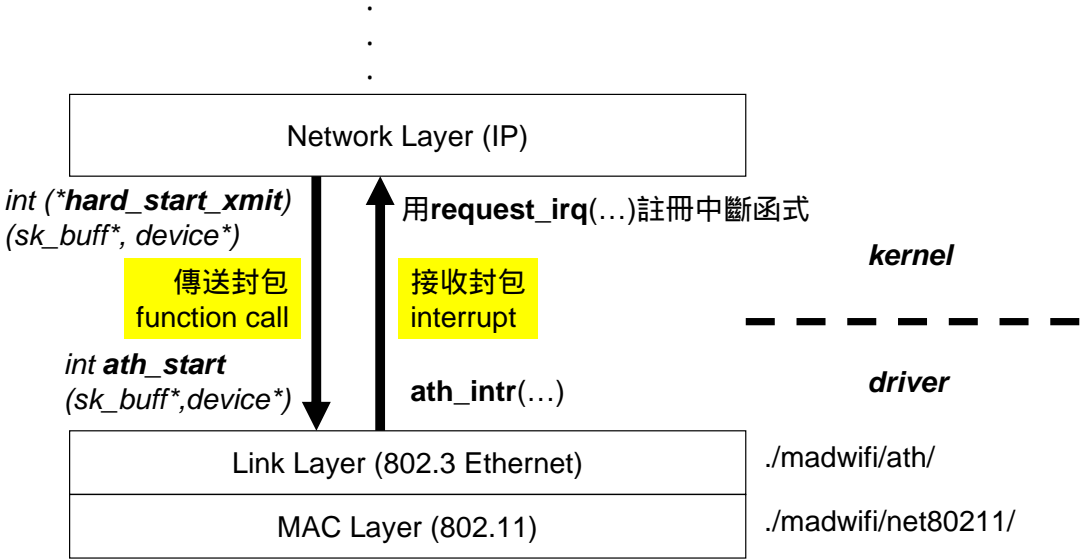 Network Layer (IP)
int (*hard_start_xmit)
(sk_buff*, device*)
用request_irq(…)註冊中斷函式
kernel
傳送封包
function call
接收封包
interrupt
int ath_start
(sk_buff*,device*)
ath_intr(…)
driver
Link Layer (802.3 Ethernet)
./madwifi/ath/
MAC Layer (802.11)
./madwifi/net80211/